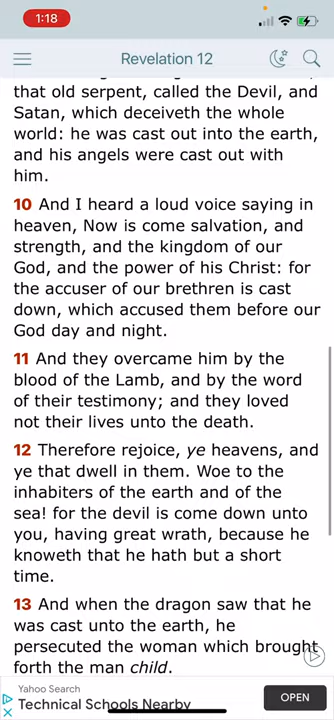 1:18
Revelation 12
that old serpent, called the Devil, and
Satan, which deceiveth the whole
world: he was cast out into the earth,
and his angels were cast out with
him.
10 And I heard a loud voice saying in
heaven, Now is come salvation, and
strength, and the kingdom of our
God, and the power of his Christ: for
the accuser of our brethren is cast
down, which accused them before our
God day and night.
11 And they overcame him by the
blood of the Lamb, and by the word
of their testimony; and they loved
not their lives unto the death.
12 Therefore rejoice, ye heavens, and
ye that dwell in them. Woe to the
inhabiters of the earth and of the
sea! for the devil is come down unto
you, having great wrath, because he
knoweth that he hath but a short
time.
13 And when the dragon saw that he
was cast unto the earth, he
persecuted the woman which brought
forth the man child.
Yahoo Search
Technical Schools Nearby
OPEN